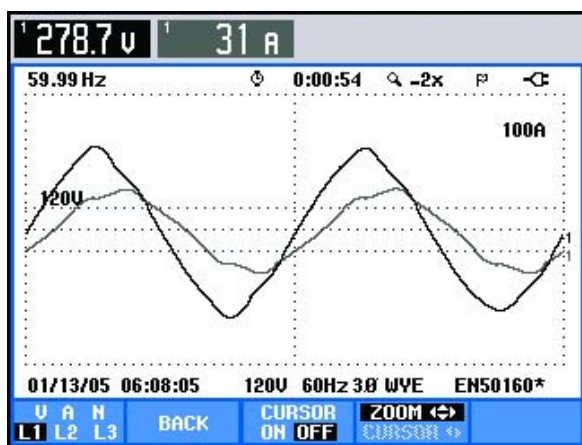 1 278.7 V 1 31 A
59.99 Hz 0:00:54 -2x P
100A
120V
1
1
01/13/05 06:08:05 120V 60Hz 3Ø WYE EN50160*
V A N
L1 L2 L3
BACK
CURSOR
ON OFF
ZOOM
CURSOR